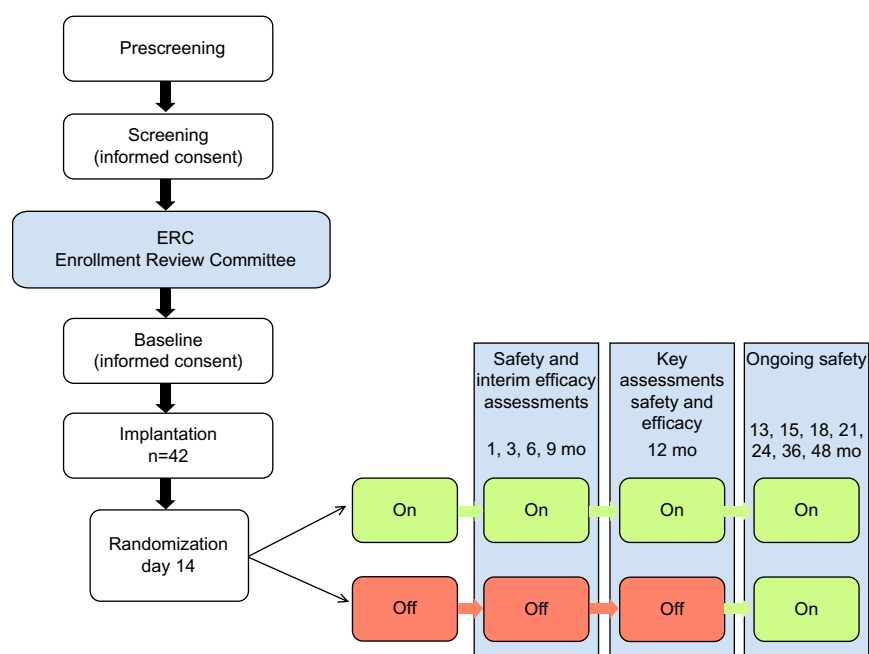 Prescreening
Screening
(informed consent)
ERC
Enrollment Review Committee
Baseline
(informed consent)
Implantation
n=42
Randomization
day 14
Safety and
interim efficacy
assessments
1, 3, 6, 9 mo
Key
assessments
safety and
efficacy
12 mo
Ongoing safety
13, 15, 18, 21,
24, 36, 48 mo
On
On
On
On
Off
Off
Off
On